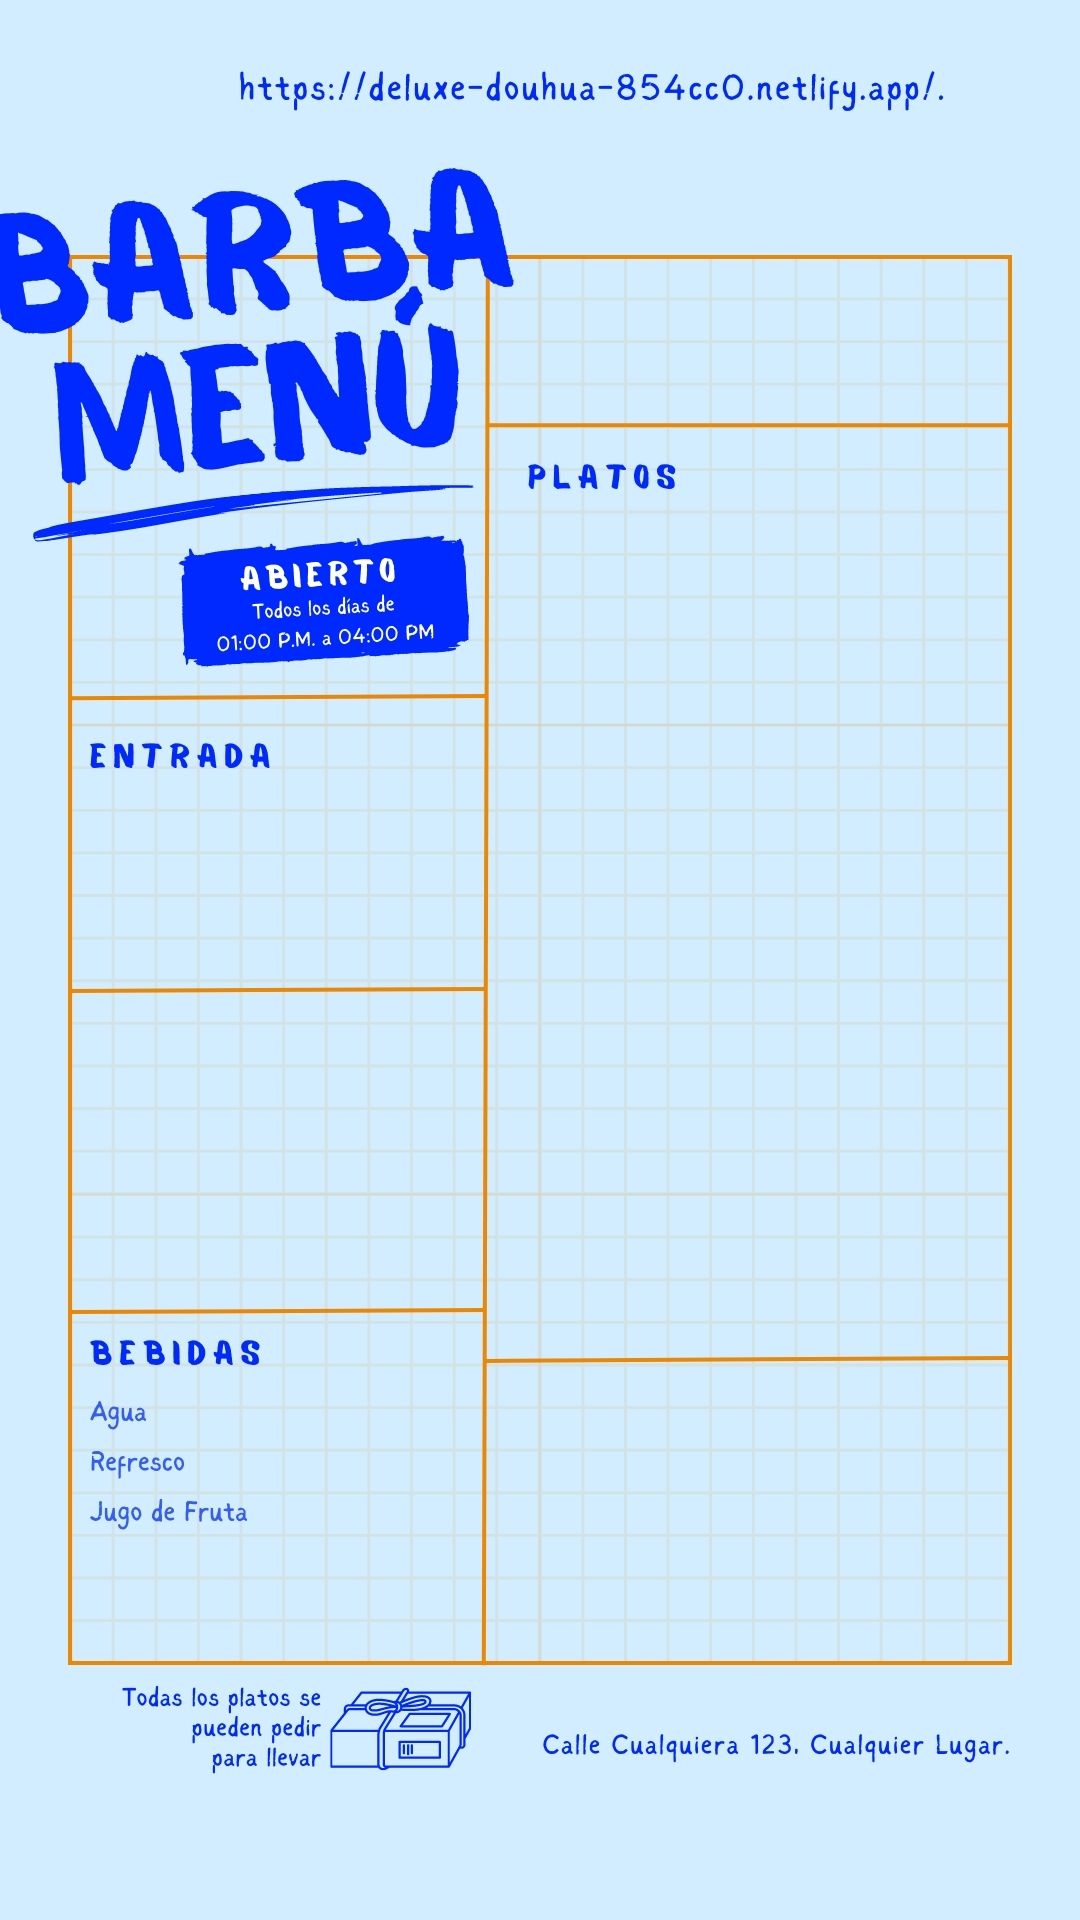 https://deluxe-douhua-854cc0.netlify.app/.
BARBA
MENÚ
ABIERTO
Todos los días de
01:00 P.M. a 04:00 PM
PLATOS
ENTRADA
BEBIDAS
Agua
Refresco
Jugo de Fruta
Todas los platos se
pueden pedir
para llevar
Calle Cualquiera 123. Cualquier Lugar.